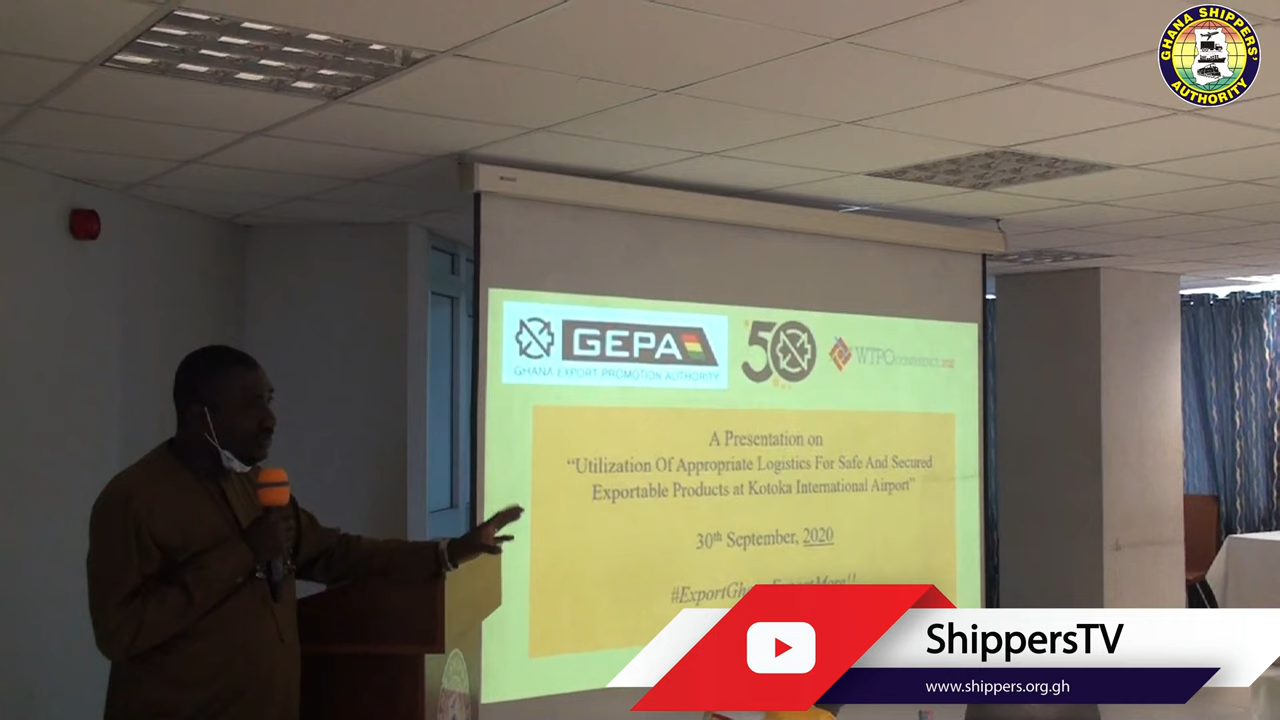 GHANA SHIPPERS'
AUTHORITY
GEPA
GHANA EXPORT PROMOTION AUTHORITY
50
WTPO
A Presentation on
“Utilization Of Appropriate Logistics For Safe And Secured
Exportable Products at Kotoka International Airport”
30th September, 2020
ShippersTV
www.shippers.org.gh